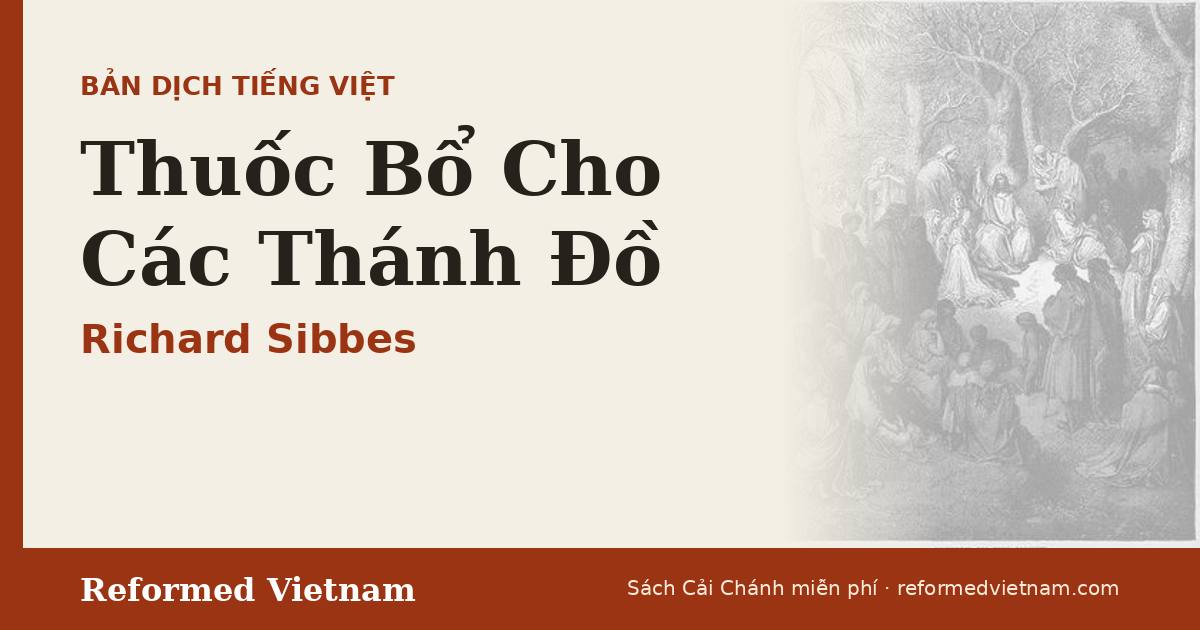 BẢN DỊCH TIẾNG VIỆT
Thuốc Bổ Cho
Các Thánh Đồ
Richard Sibbes
Reformed Vietnam
Sách Cải Chánh miễn phí · reformedvietnam.com